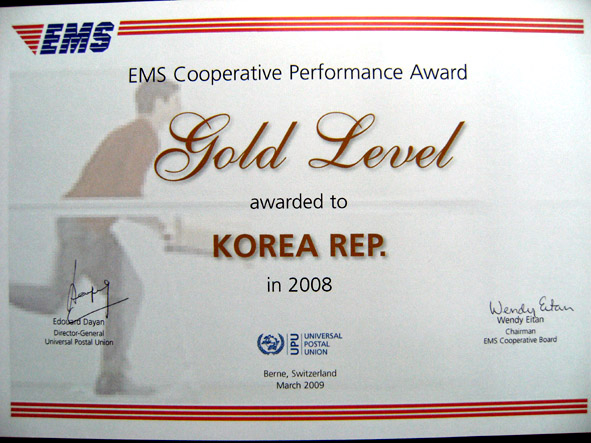 EMS
EMS Cooperative Performance Award
Gold Level
awarded to
KOREA REP.
in 2008
Edouard Dayan
Director-General
Universal Postal Union
Wendy Eitan
Wendy Eitan
Chairman
EMS Cooperative Board
UPU
UNIVERSAL
POSTAL
UNION
Berne, Switzerland
March 2009